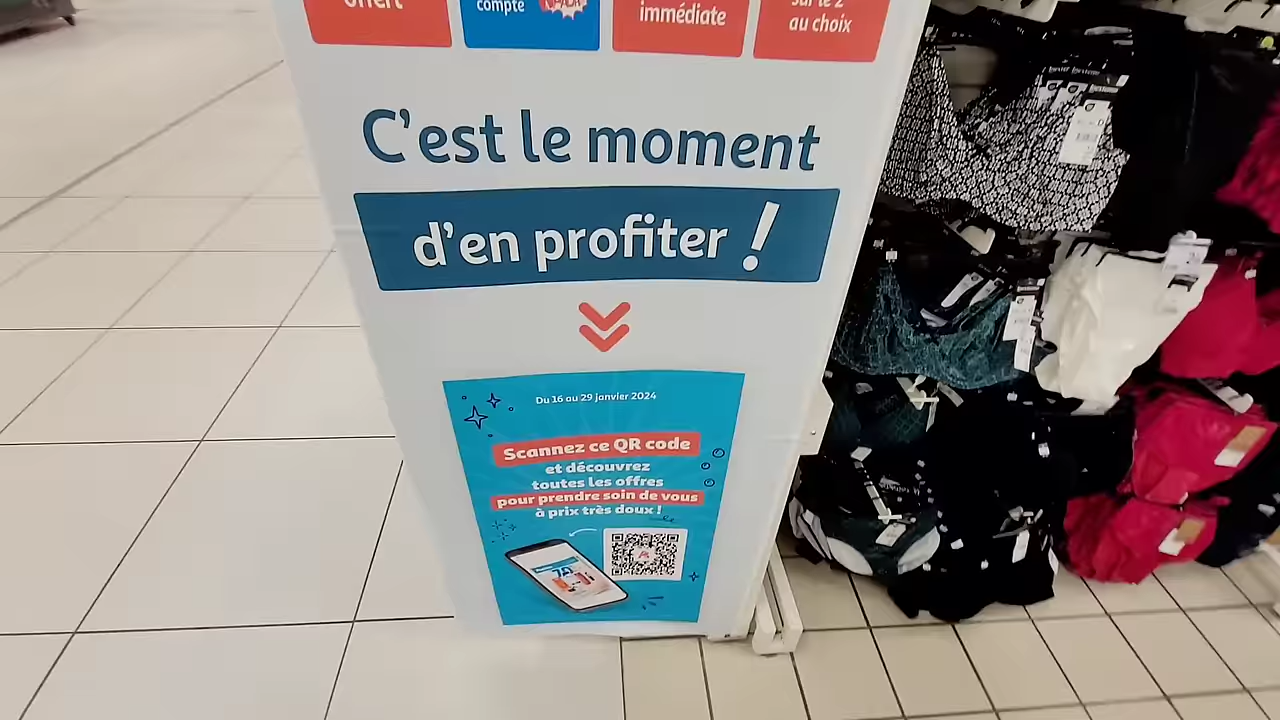 offert
compte
immédiate
sur le 2
au choix
C'est le moment
d'en profiter !
Du 16 au 29 janvier 2024
Scannez ce QR code
et découvrez
toutes les offres
pour prendre soin de vous
à prix très doux !